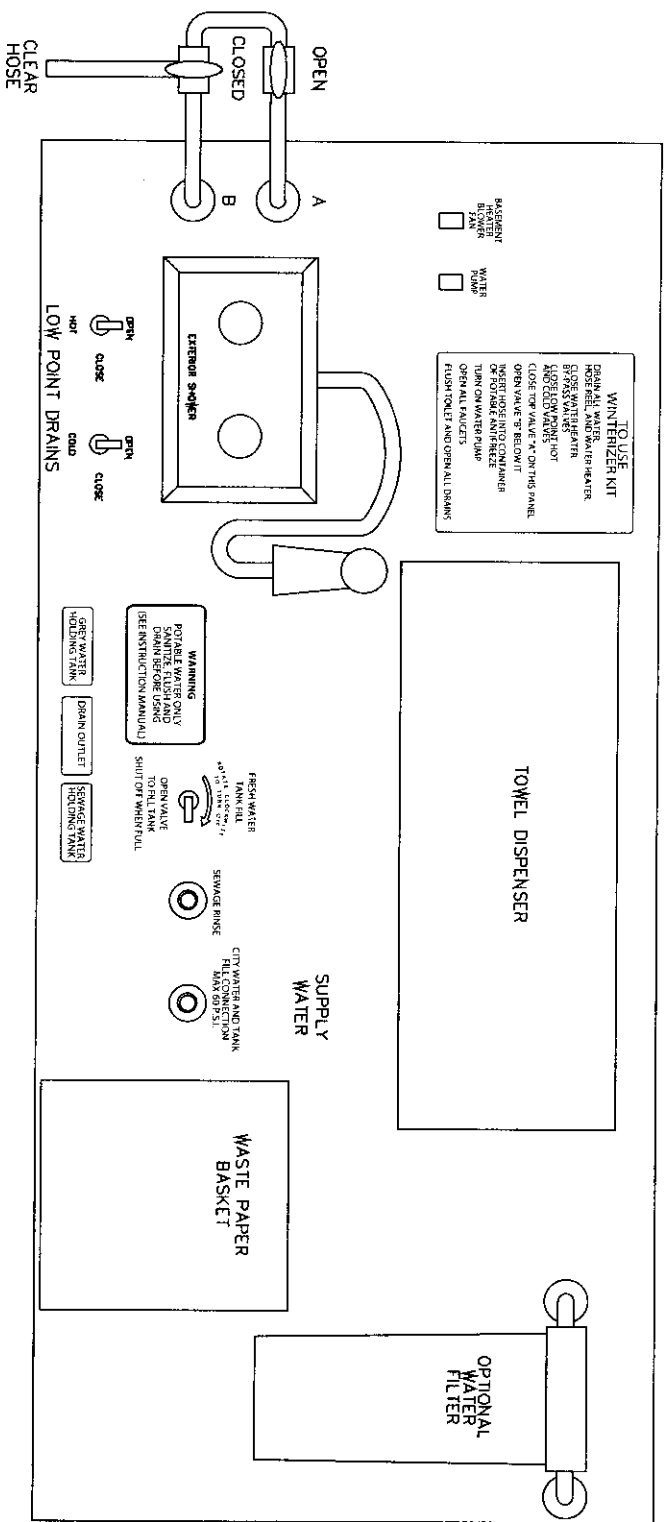 OPEN
CLOSED
CLEAR
HOSE
A
B
BASEMENT
HEATER
BLOWER
FAN
WATER
PUMP
TO USE
WINTERIZER KIT
DRAIN ALL WATER,
HOSE REEL, AND WATER HEATER.
CLOSE WATER HEATER
BY-PASS VALVES
CLOSE LOW POINT HOT
AND COLD VALVES
CLOSE TOP VALVE "A" ON THIS PANEL
OPEN VALVE "B" BELOW IT
INSERT HOSE INTO CONTAINER
OF POTABLE ANTIFREEZE
TURN ON WATER PUMP
OPEN ALL FAUCETS
FLUSH TOILET AND OPEN ALL DRAINS
EXTERIOR SHOWER
OPEN
CLOSE
HOT
OPEN
CLOSE
COLD
LOW POINT DRAINS
TOWEL DISPENSER
WARNING
POTABLE WATER ONLY
SANITIZE, FLUSH AND
DRAIN BEFORE USING
(SEE INSTRUCTION MANUAL)
GREY WATER
HOLDING TANK
DRAIN OUTLET
SEWAGE WATER
HOLDING TANK
FRESH WATER
TANK FILL
ROTATE CLOCKWISE
TO TURN OFF
OPEN VALVE
TO FILL TANK
SHUT OFF WHEN FULL
SEWAGE RINSE
SUPPLY
WATER
CITY WATER AND TANK
FILL CONNECTION
MAX 60 P.S.I.
WASTE PAPER
BASKET
OPTIONAL
WATER
FILTER